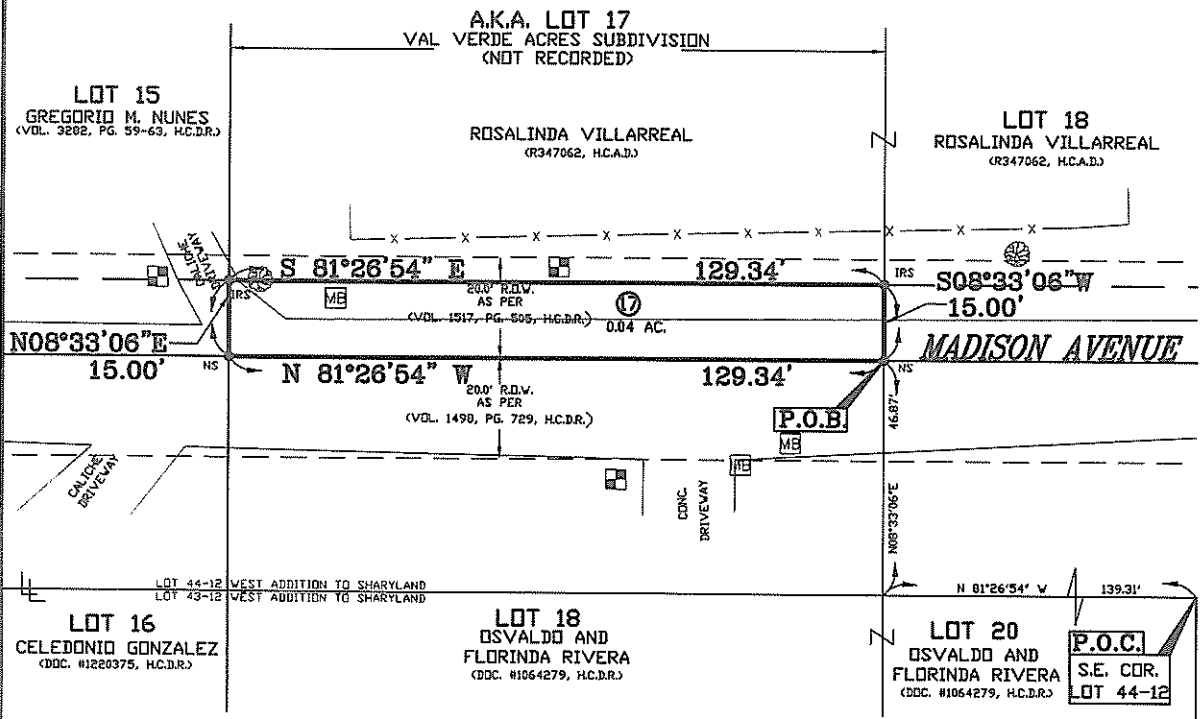 A.K.A. LOT 17
VAL VERDE ACRES SUBDIVISION
(NOT RECORDED)
LOT 15
GREGORIO M. NUNES
(VOL. 3282, PG. 59-63, H.C.D.R.)
ROSALINDA VILLARREAL
(R347062, H.C.A.D.)
LOT 18
ROSALINDA VILLARREAL
(R347062, H.C.A.D.)
CALICHE
DRIVEWAY
X X X X X X X X X X
S 81°26'54" E 129.34'
IRS
IRS
MB
20.0' R.O.W.
AS PER
(VOL. 1517, PG. 505, H.C.D.R.)
17
0.04 AC.
S08°33'06"W
15.00'
N08°33'06"E
15.00'
NS
NS
MADISON AVENUE
N 81°26'54" W 129.34'
20.0' R.O.W.
AS PER
(VOL. 1498, PG. 729, H.C.D.R.)
P.O.B.
MB
MB
46.87'
N08°33'06"E
CALICHE
DRIVEWAY
CONC.
DRIVEWAY
LOT 44-12 WEST ADDITION TO SHARYLAND
LOT 43-12 WEST ADDITION TO SHARYLAND
N 81°26'54" W 139.31'
LOT 16
CELEDONIO GONZALEZ
(DOC. #1220375, H.C.D.R.)
LOT 18
OSVALDO AND
FLORINDA RIVERA
(DOC. #1064279, H.C.D.R.)
LOT 20
OSVALDO AND
FLORINDA RIVERA
(DOC. #1064279, H.C.D.R.)
P.O.C.
S.E. COR.
LOT 44-12